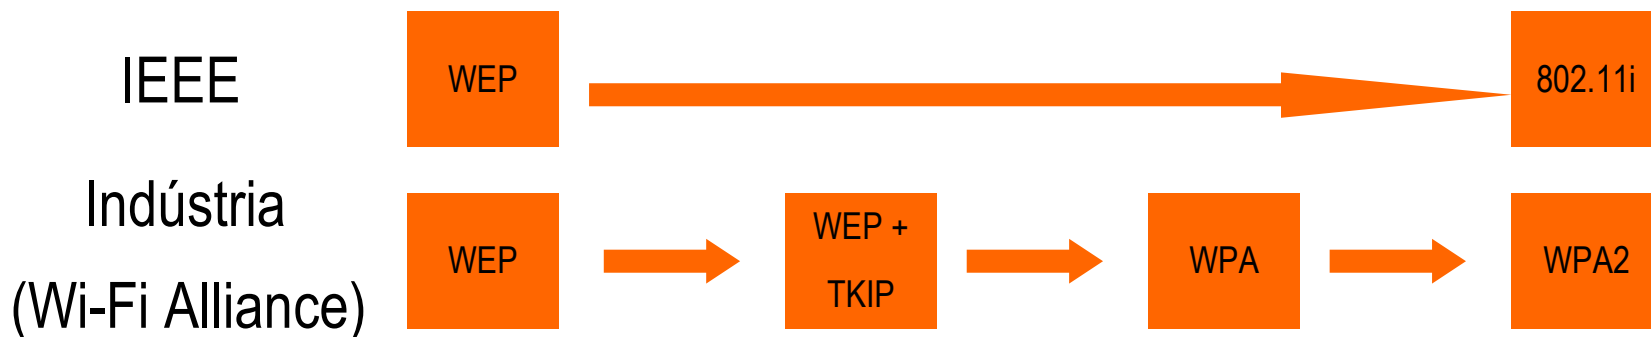 IEEE
WEP
802.11i
Indústria
(Wi-Fi Alliance)
WEP
WEP +
TKIP
WPA
WPA2